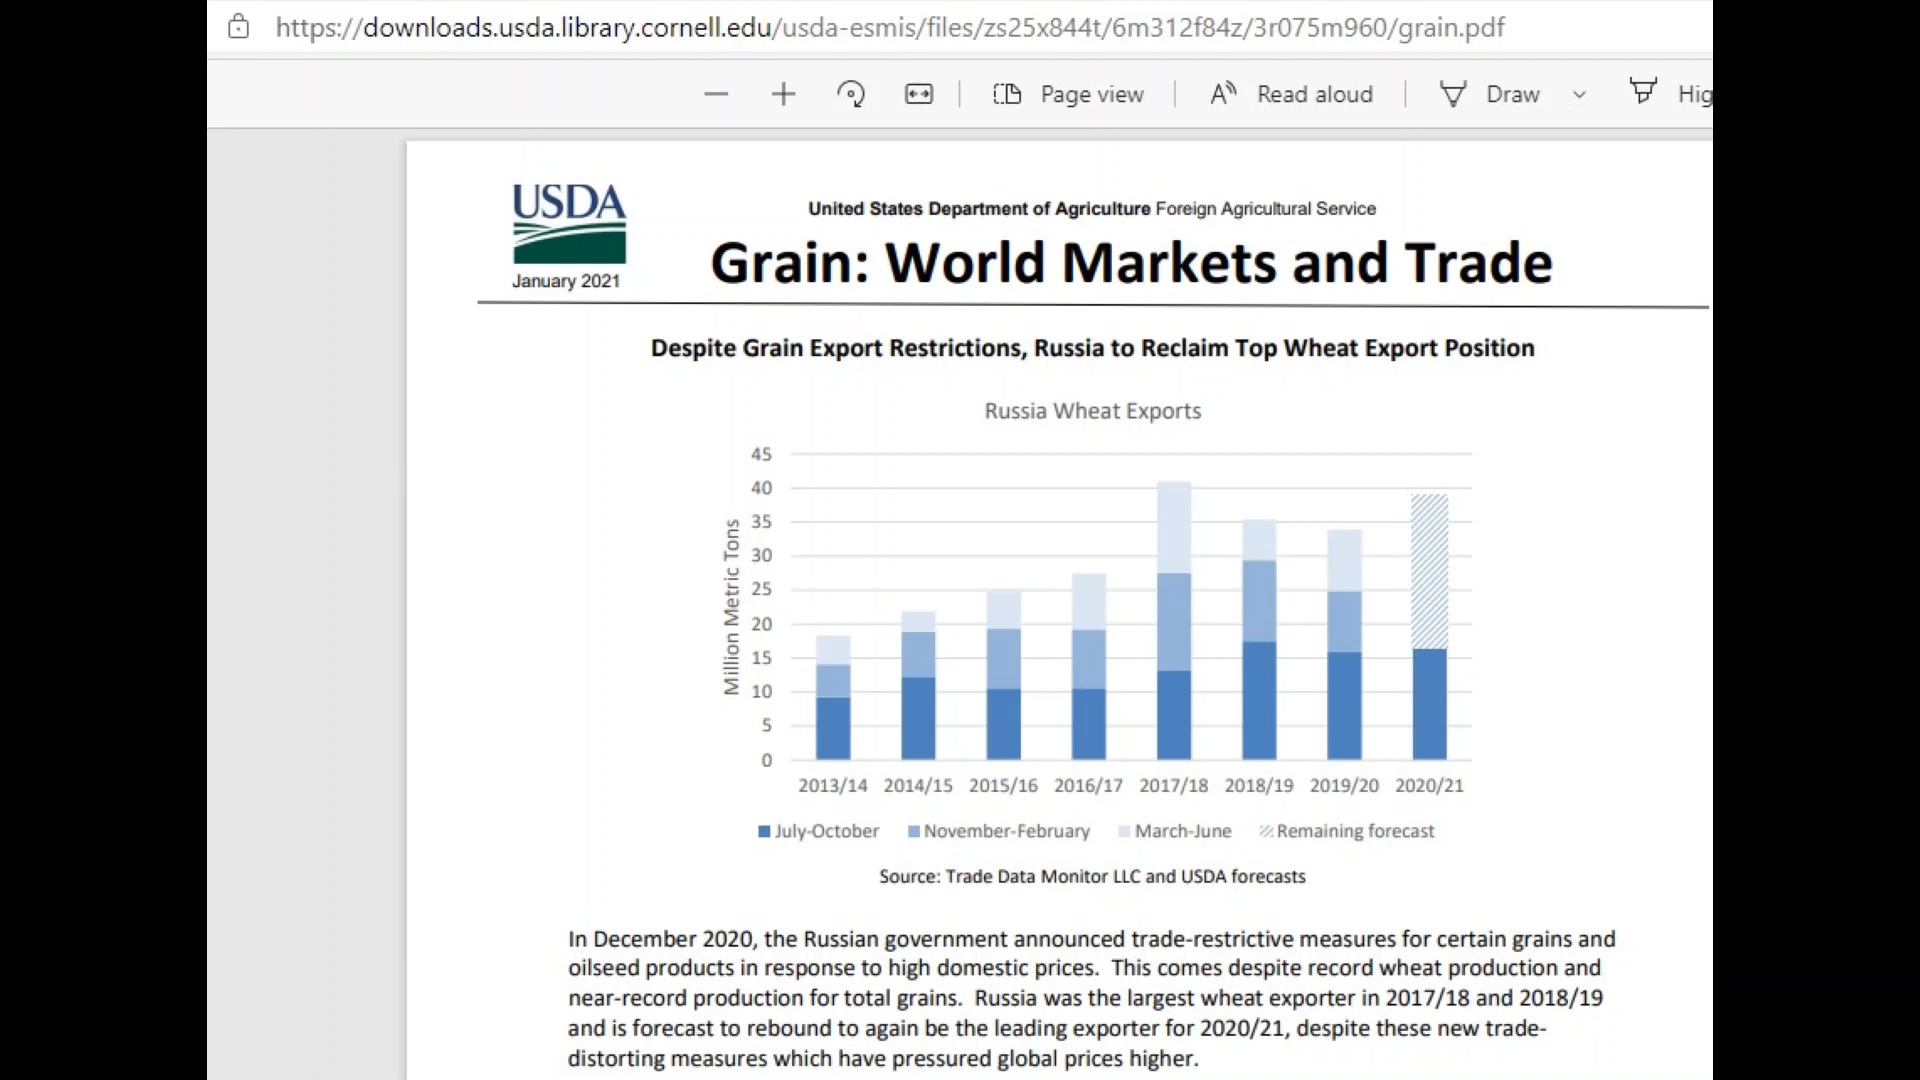 https://downloads.usda.library.cornell.edu/usda-esmis/files/zs25x844t/6m312f84z/3r075m960/grain.pdf
Page view
Read aloud
Draw
Hig
USDA
January 2021
United States Department of Agriculture Foreign Agricultural Service
Grain: World Markets and Trade
Despite Grain Export Restrictions, Russia to Reclaim Top Wheat Export Position
Russia Wheat Exports
Million Metric Tons
45
40
35
30
25
20
15
10
5
0
2013/14 2014/15 2015/16 2016/17 2017/18 2018/19 2019/20 2020/21
July-October November-February March-June Remaining forecast
Source: Trade Data Monitor LLC and USDA forecasts
In December 2020, the Russian government announced trade-restrictive measures for certain grains and
oilseed products in response to high domestic prices. This comes despite record wheat production and
near-record production for total grains. Russia was the largest wheat exporter in 2017/18 and 2018/19
and is forecast to rebound to again be the leading exporter for 2020/21, despite these new trade-
distorting measures which have pressured global prices higher.